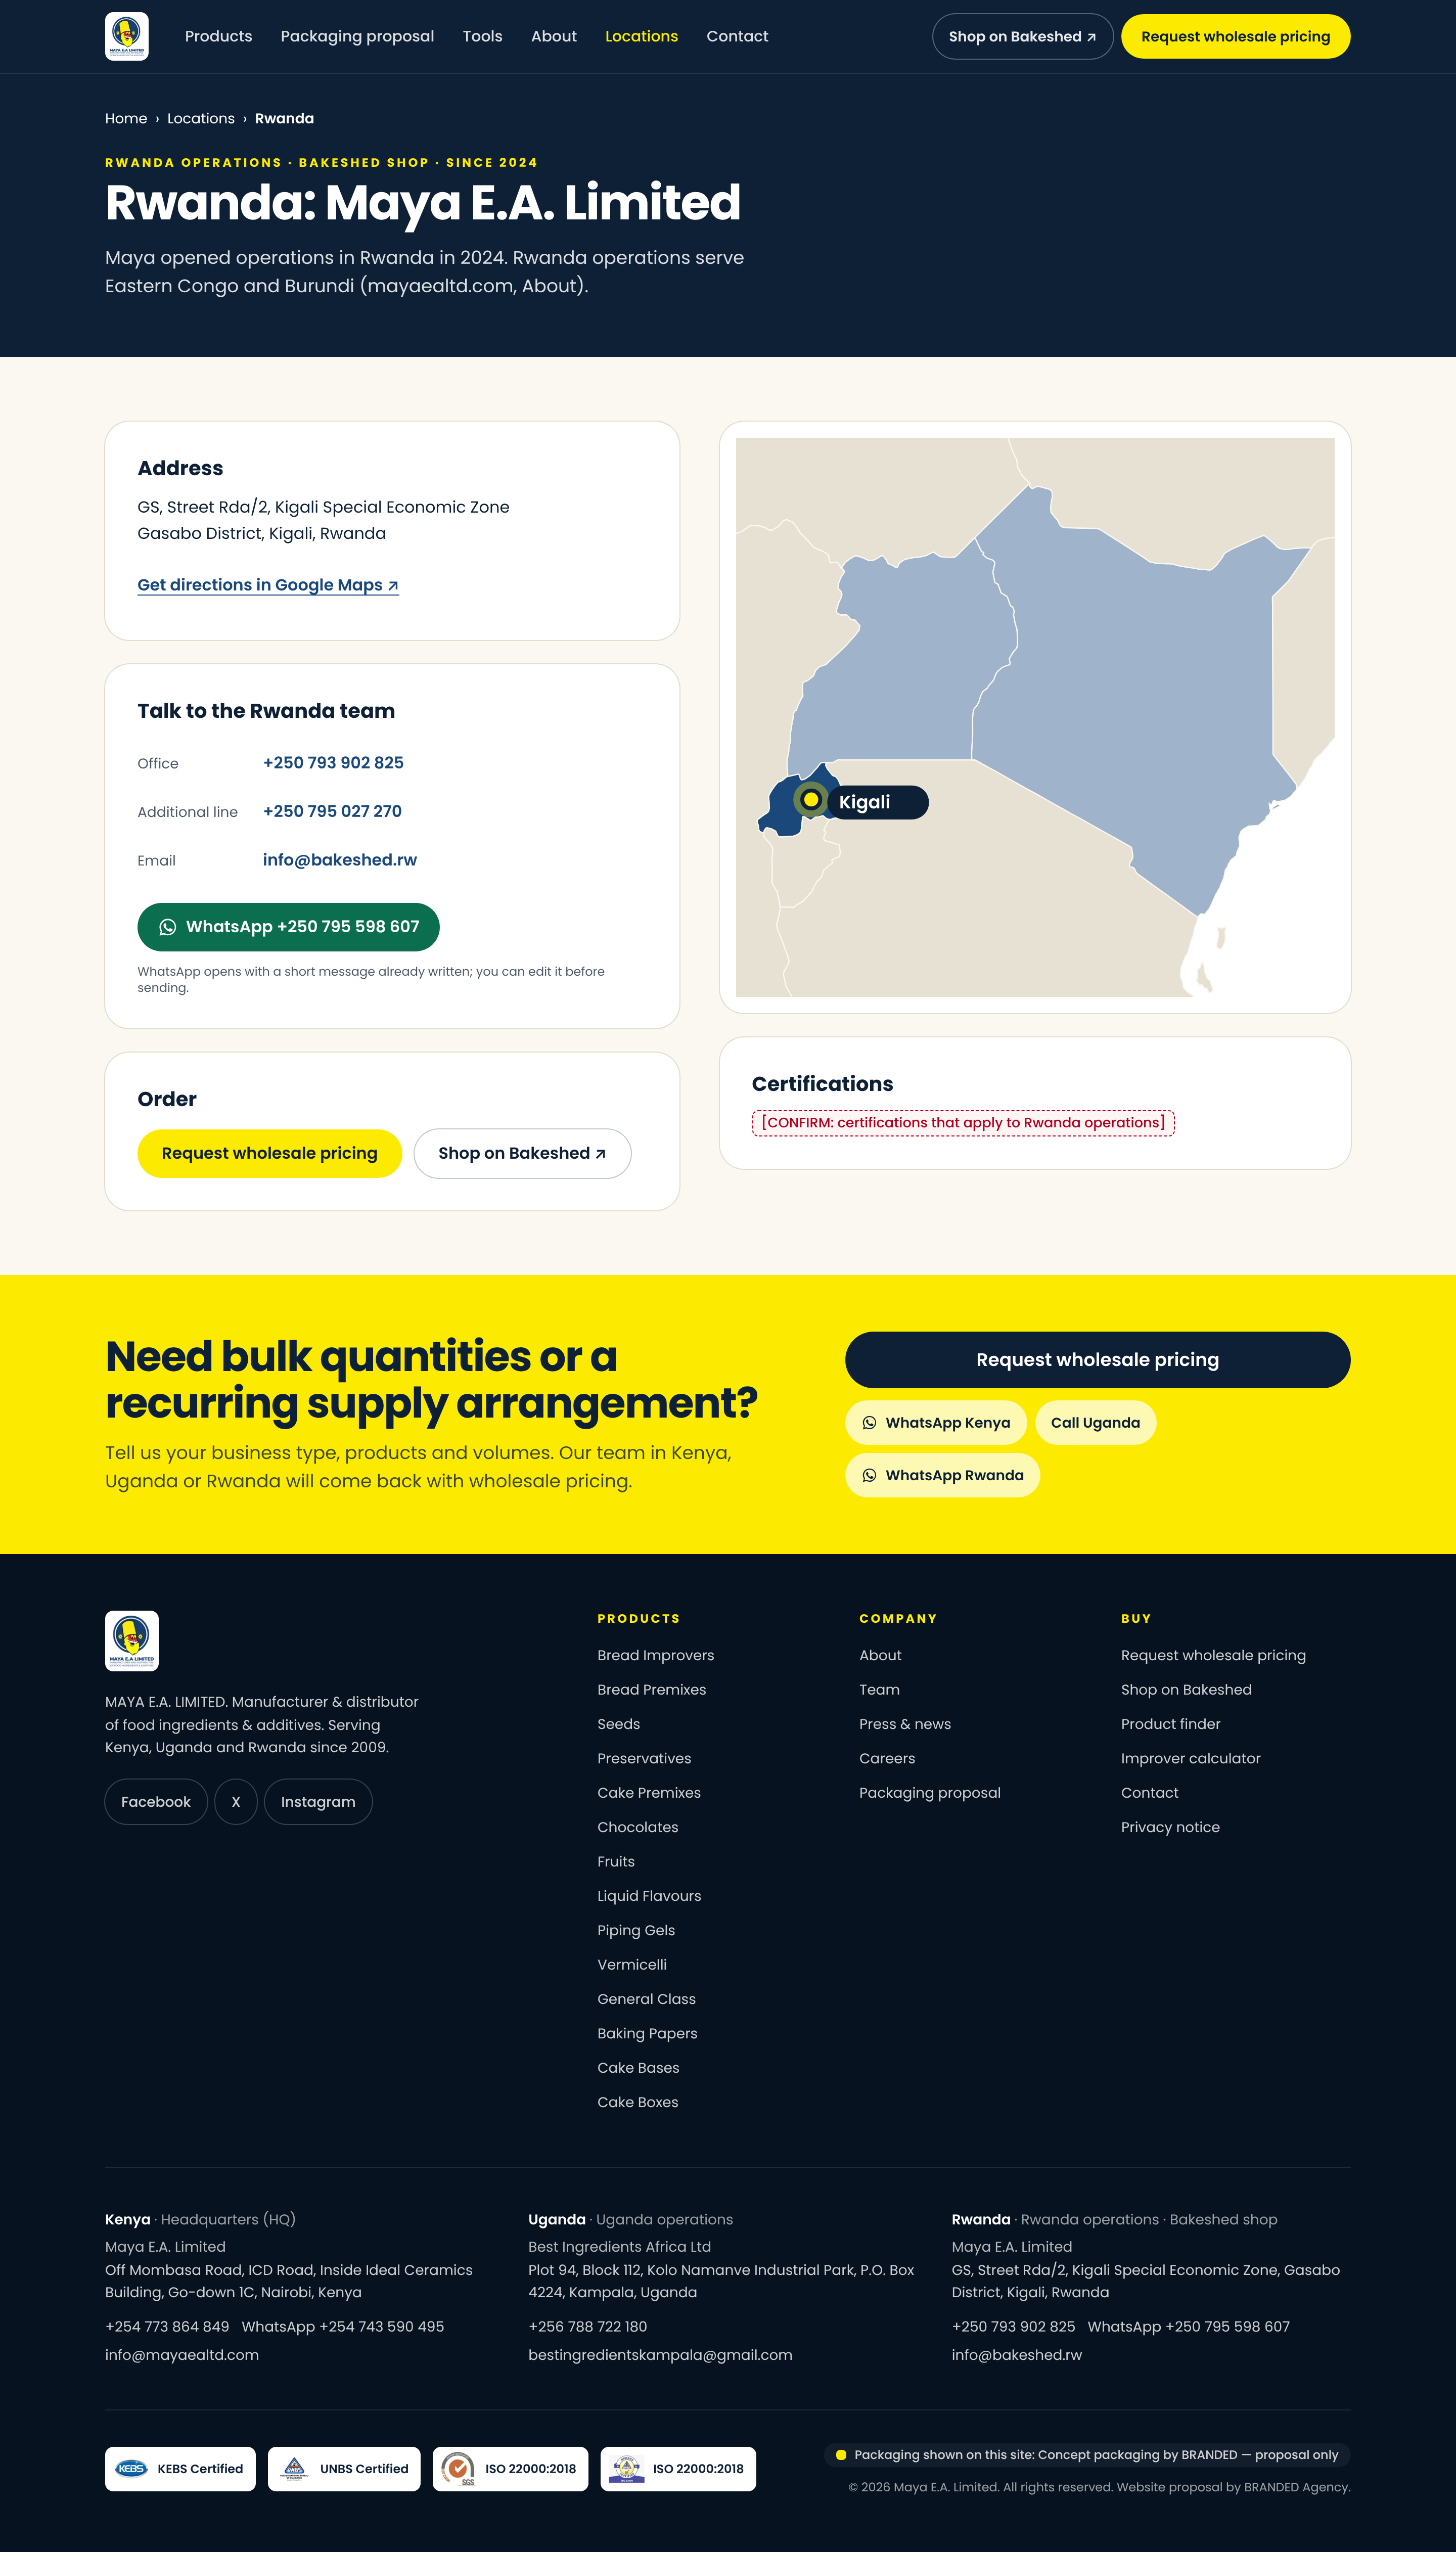 MAYA E.A LIMITED
Products
Packaging proposal
Tools
About
Locations
Contact
Shop on Bakeshed ↗
Request wholesale pricing
Home › Locations › Rwanda
RWANDA OPERATIONS · BAKESHED SHOP · SINCE 2024
Rwanda: Maya E.A. Limited
Maya opened operations in Rwanda in 2024. Rwanda operations serve
Eastern Congo and Burundi (mayaealtd.com, About).
Address
GS, Street Rda/2, Kigali Special Economic Zone
Gasabo District, Kigali, Rwanda
Get directions in Google Maps ↗
Talk to the Rwanda team
Office +250 793 902 825
Additional line +250 795 027 270
Email info@bakeshed.rw
WhatsApp +250 795 598 607
WhatsApp opens with a short message already written; you can edit it before
sending.
Order
Request wholesale pricing
Shop on Bakeshed ↗
Kigali
Certifications
[CONFIRM: certifications that apply to Rwanda operations]
Need bulk quantities or a
recurring supply arrangement?
Tell us your business type, products and volumes. Our team in Kenya,
Uganda or Rwanda will come back with wholesale pricing.
Request wholesale pricing
WhatsApp Kenya
Call Uganda
WhatsApp Rwanda
MAYA E.A LIMITED
MAYA E.A. LIMITED. Manufacturer & distributor
of food ingredients & additives. Serving
Kenya, Uganda and Rwanda since 2009.
Facebook
X
Instagram
PRODUCTS
Bread Improvers
Bread Premixes
Seeds
Preservatives
Cake Premixes
Chocolates
Fruits
Liquid Flavours
Piping Gels
Vermicelli
General Class
Baking Papers
Cake Bases
Cake Boxes
COMPANY
About
Team
Press & news
Careers
Packaging proposal
BUY
Request wholesale pricing
Shop on Bakeshed
Product finder
Improver calculator
Contact
Privacy notice
Kenya · Headquarters (HQ)
Maya E.A. Limited
Off Mombasa Road, ICD Road, Inside Ideal Ceramics
Building, Go-down 1C, Nairobi, Kenya
+254 773 864 849 WhatsApp +254 743 590 495
info@mayaealtd.com
Uganda · Uganda operations
Best Ingredients Africa Ltd
Plot 94, Block 112, Kolo Namanve Industrial Park, P.O. Box
4224, Kampala, Uganda
+256 788 722 180
bestingredientskampala@gmail.com
Rwanda · Rwanda operations · Bakeshed shop
Maya E.A. Limited
GS, Street Rda/2, Kigali Special Economic Zone, Gasabo
District, Kigali, Rwanda
+250 793 902 825 WhatsApp +250 795 598 607
info@bakeshed.rw
KEBS
KEBS Certified
UNBS Certified
SGS
ISO 22000:2018
ISO 22000:2018
Packaging shown on this site: Concept packaging by BRANDED — proposal only
© 2026 Maya E.A. Limited. All rights reserved. Website proposal by BRANDED Agency.